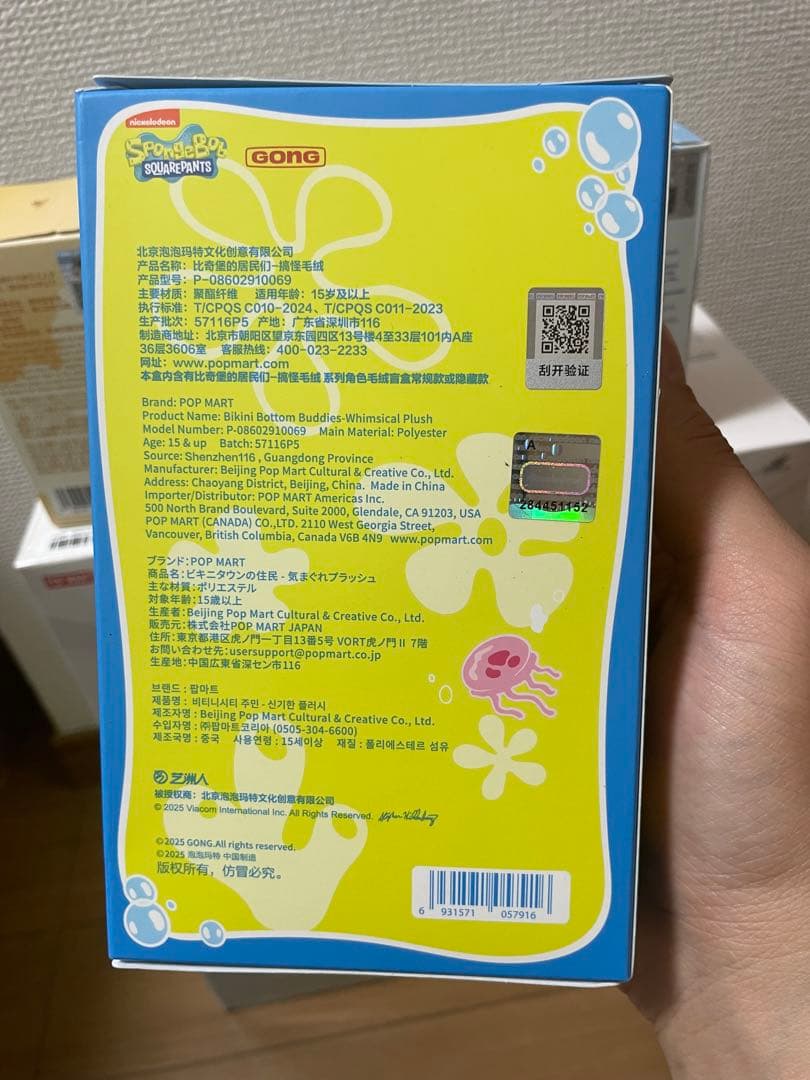 nickelodeon
SpongeBob
SQUAREPANTS
GONG
北京泡泡玛特文化创意有限公司
产品名称：比奇堡的居民们-搞怪毛绒
产品型号：P-08602910069
主要材质：聚酯纤维 适用年龄：15岁及以上
执行标准：T/CPQS C010-2024、T/CPQS C011-2023
生产批次：57116P5 产地：广东省深圳市116
制造商地址：北京市朝阳区望京东园四区13号楼4至33层101内A座
36层3606室 客服热线：400-023-2233
网址：www.popmart.com
本盒内含有比奇堡的居民们-搞怪毛绒 系列角色毛绒盲盒常规款或隐藏款
刮开验证
Brand: POP MART
Product Name: Bikini Bottom Buddies-Whimsical Plush
Model Number: P-08602910069 Main Material: Polyester
Age: 15 & up Batch: 57116P5
Source: Shenzhen116 , Guangdong Province
Manufacturer: Beijing Pop Mart Cultural & Creative Co., Ltd.
Address: Chaoyang District, Beijing, China. Made in China
Importer/Distributor: POP MART Americas Inc.
500 North Brand Boulevard, Suite 2000, Glendale, CA 91203, USA
POP MART (CANADA) CO.,LTD. 2110 West Georgia Street,
Vancouver, British Columbia, Canada V6B 4N9 www.popmart.com
A
284451152
ブランド：POP MART
商品名：ビキニタウンの住民 - 気まぐれプラッシュ
主な材質：ポリエステル
対象年齢：15歳以上
生産者：Beijing Pop Mart Cultural & Creative Co., Ltd.
販売元：株式会社POP MART JAPAN
住所：東京都港区虎ノ門一丁目13番5号 VORT虎ノ門Ⅱ 7階
お問い合わせ先：usersupport@popmart.co.jp
生産地：中国広東省深セン市116
브랜드 : 팝마트
제품명 : 비티니시티 주민 - 신기한 플러시
제조자명 : Beijing Pop Mart Cultural & Creative Co., Ltd.
수입자명 : ㈜팝마트코리아 (0505-304-6600)
제조국명 : 중국 사용연령 : 15세이상 재질 : 폴리에스테르 섬유
艺洲人
被授权商：北京泡泡玛特文化创意有限公司
© 2025 Viacom International Inc. All Rights Reserved.
©2025 GONG.All rights reserved.
©2025 泡泡玛特 中国制造
版权所有，仿冒必究。
6 931571 057916